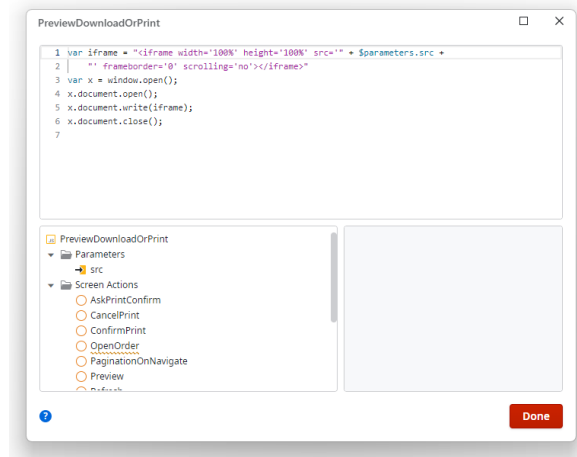 PreviewDownloadOrPrint
1 var iframe = "<iframe width='100%' height='100%' src='" + $parameters.src +
2 "' frameborder='0' scrolling='no'></iframe>"
3 var x = window.open();
4 x.document.open();
5 x.document.write(iframe);
6 x.document.close();
7
PreviewDownloadOrPrint
Parameters
src
Screen Actions
AskPrintConfirm
CancelPrint
ConfirmPrint
OpenOrder
PaginationOnNavigate
Preview
Refresh
?
Done